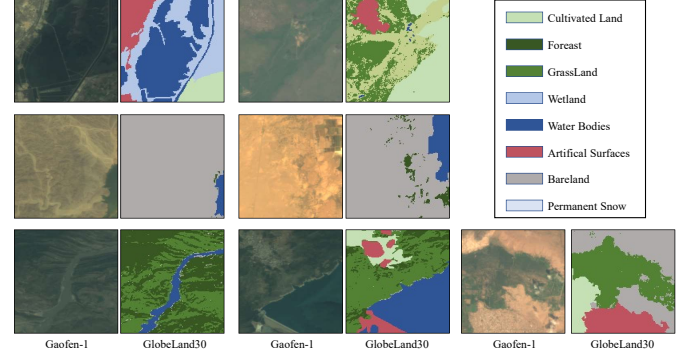 Cultivated Land
Foreast
GrassLand
Wetland
Water Bodies
Artifical Surfaces
Bareland
Permanent Snow
Gaofen-1
GlobeLand30
Gaofen-1
GlobeLand30
Gaofen-1
GlobeLand30